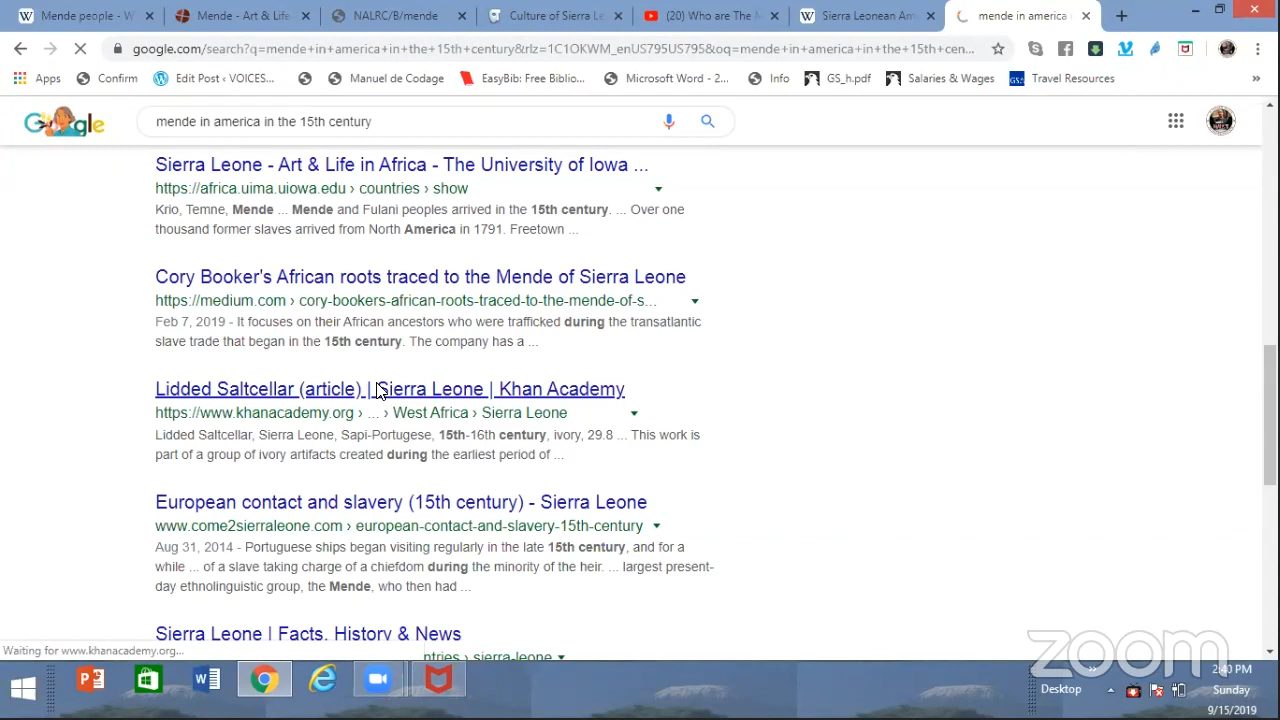 Mende people - W
Mende - Art & Life
NALRC/B/mende
Culture of Sierra Le
(20) Who are The M
Sierra Leonean Am
mende in america
google.com/search?q=mende+in+america+in+the+15th+century&rlz=1C1OKWM_enUS795US795&oq=mende+in+america+in+the+15th+cen...
Apps
Confirm
Edit Post ‹ VOICES...
Manuel de Codage
EasyBib: Free Biblio...
Microsoft Word - 2...
Info
GS_h.pdf
Salaries & Wages
Travel Resources
mende in america in the 15th century
Sierra Leone - Art & Life in Africa - The University of Iowa ...
https://africa.uima.uiowa.edu › countries › show
Krio, Temne, Mende ... Mende and Fulani peoples arrived in the 15th century. ... Over one
thousand former slaves arrived from North America in 1791. Freetown ...
Cory Booker's African roots traced to the Mende of Sierra Leone
https://medium.com › cory-bookers-african-roots-traced-to-the-mende-of-s...
Feb 7, 2019 - It focuses on their African ancestors who were trafficked during the transatlantic
slave trade that began in the 15th century. The company has a ...
Lidded Saltcellar (article) | Sierra Leone | Khan Academy
https://www.khanacademy.org › ... › West Africa › Sierra Leone
Lidded Saltcellar, Sierra Leone, Sapi-Portugese, 15th-16th century, ivory, 29.8 ... This work is
part of a group of ivory artifacts created during the earliest period of ...
European contact and slavery (15th century) - Sierra Leone
www.come2sierraleone.com › european-contact-and-slavery-15th-century
Aug 31, 2014 - Portuguese ships began visiting regularly in the late 15th century, and for a
while ... of a slave taking charge of a chiefdom during the minority of the heir. ... largest present-
day ethnolinguistic group, the Mende, who then had ...
Sierra Leone | Facts, History & News
ntries › sierra-leone
Waiting for www.khanacademy.org...
zoom
Desktop
2:40 PM
Sunday
9/15/2019